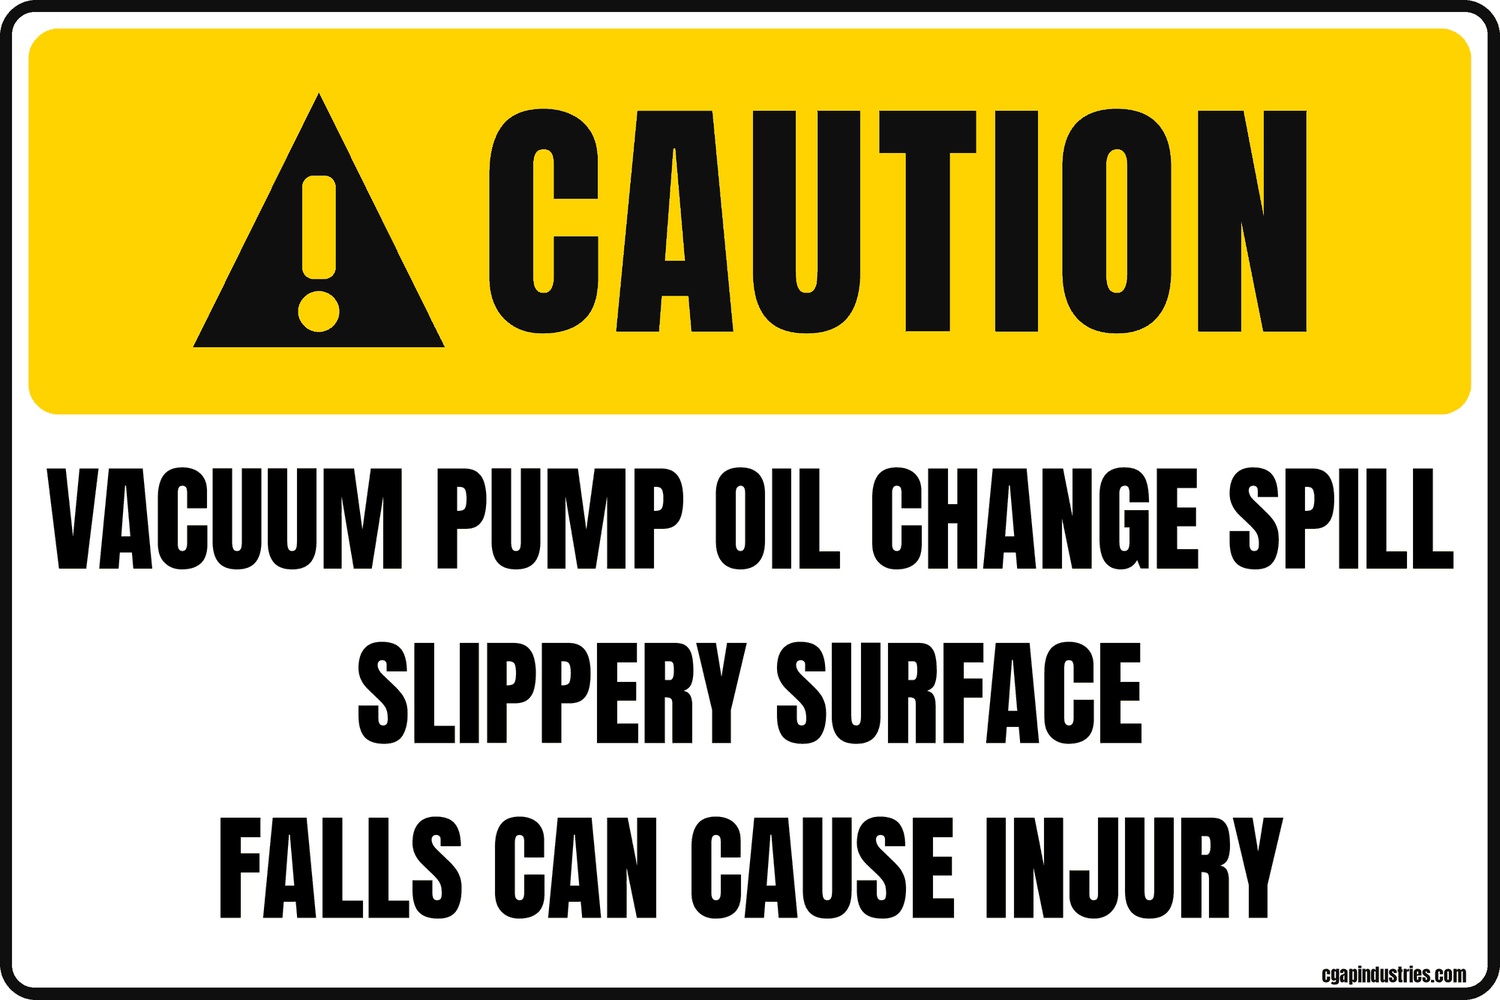 CAUTION
VACUUM PUMP OIL CHANGE SPILL
SLIPPERY SURFACE
FALLS CAN CAUSE INJURY
cgapindustries.com